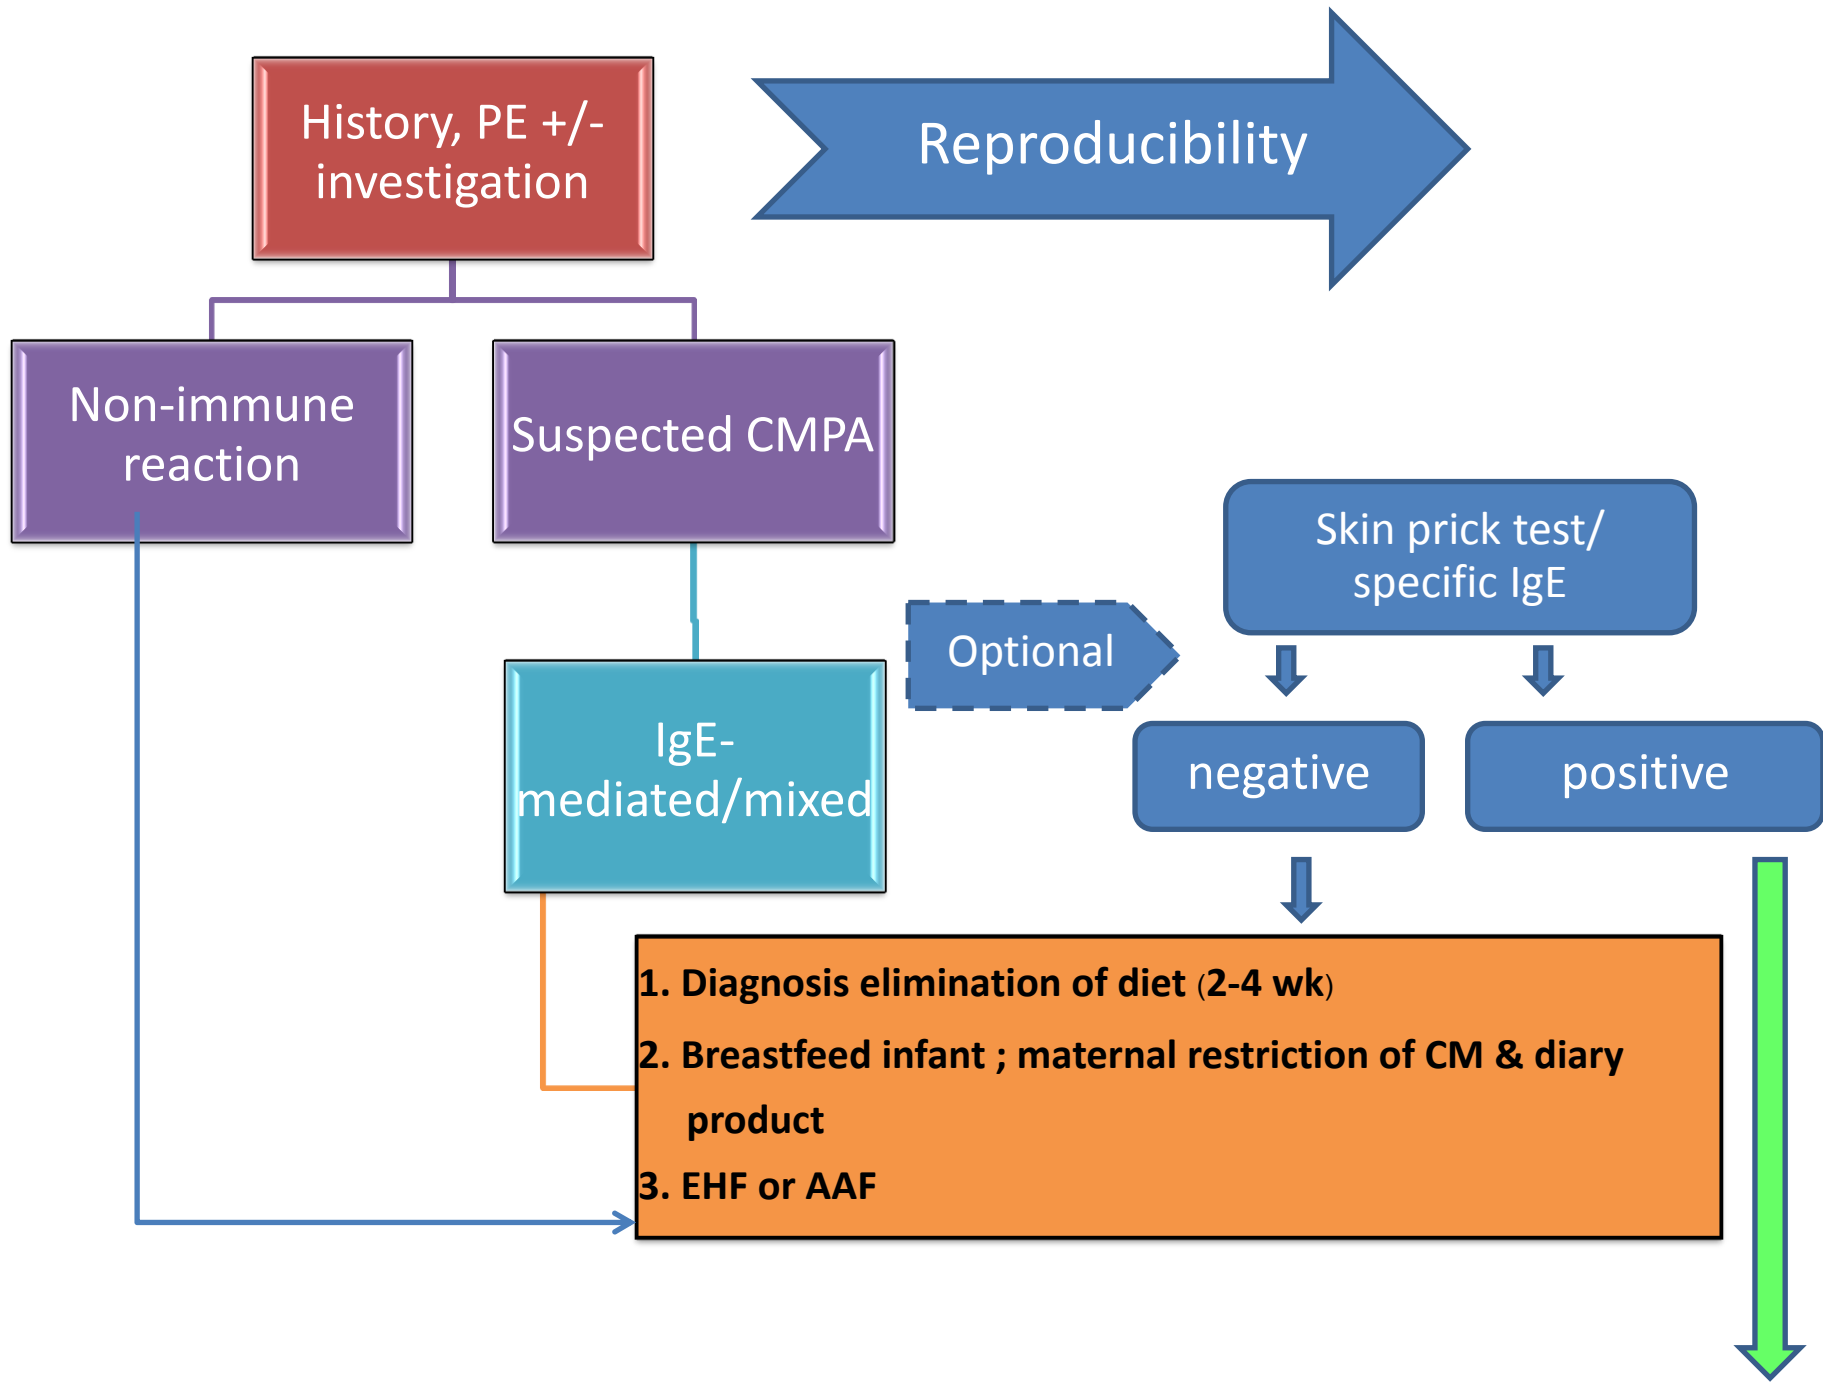 History, PE +/-
investigation
Reproducibility
Non-immune
reaction
Suspected CMPA
Skin prick test/
specific IgE
Optional
IgE-
mediated/mixed
negative
positive
1. Diagnosis elimination of diet (2-4 wk)
2. Breastfeed infant ; maternal restriction of CM & diary
product
3. EHF or AAF